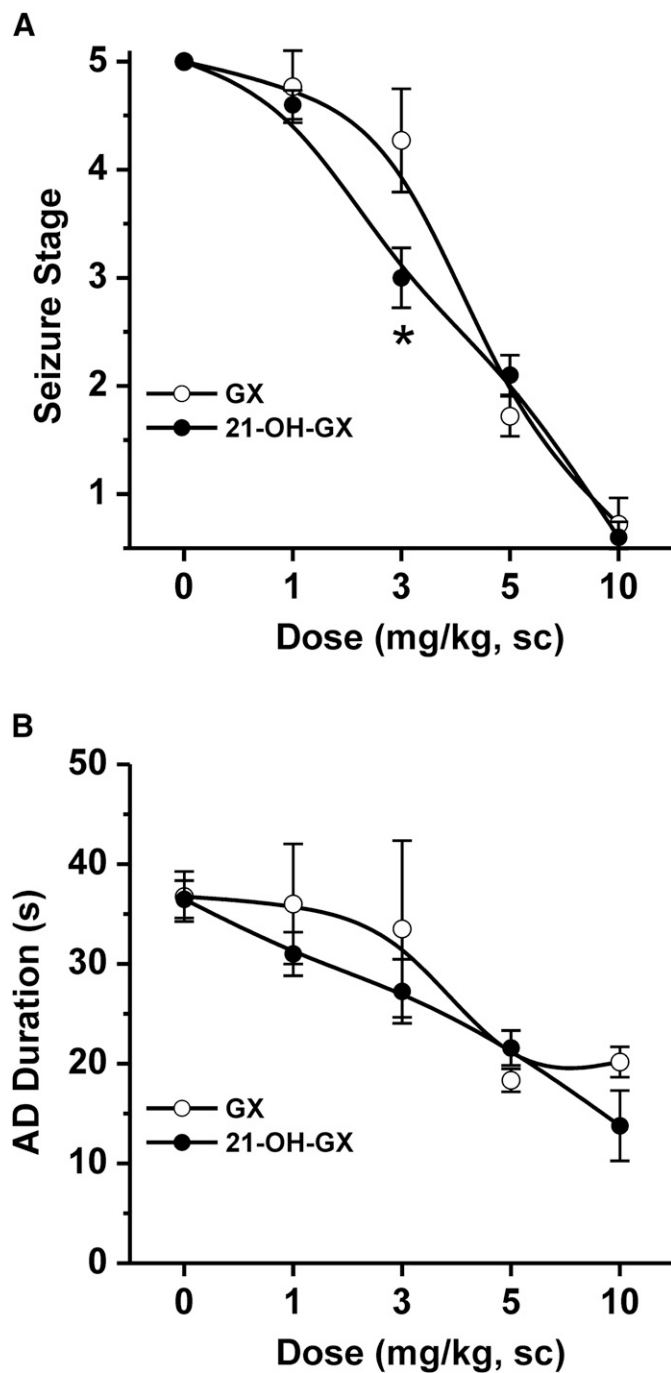 A
Seizure Stage
5
4
3
2
1
GX
21-OH-GX
*
0 1 3 5 10
Dose (mg/kg, sc)
B
AD Duration (s)
50
40
30
20
10
0
GX
21-OH-GX
0 1 3 5 10
Dose (mg/kg, sc)